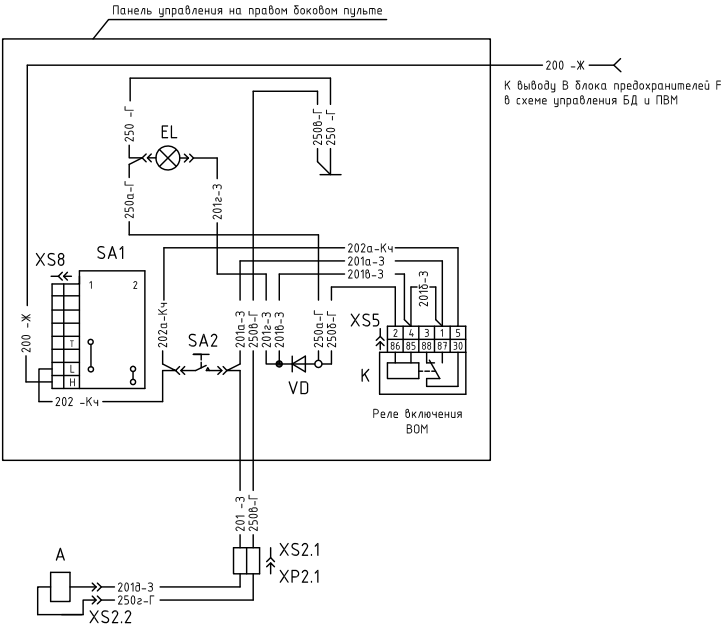 Панель управления на правом боковом пульте
200 -Ж
К выводу В блока предохранителей F
в схеме управления БД и ПВМ
250 -Г
EL
250в-Г
250 -Г
250а-Г
201г-З
202а-Кч
201а-З
201в-З
201б-З
XS8
SA1
1 2
T
L
H
200 -Ж
202 -Кч
202а-Кч
SA2
201а-З
250в-Г
201г-З
201в-З
250а-Г
250б-Г
VD
XS5
2 4 3 1 5
86 85 88 87 30
K
Реле включения
ВОМ
201 -З
250в-Г
XS2.1
XP2.1
A
201д-З
250г-Г
XS2.2